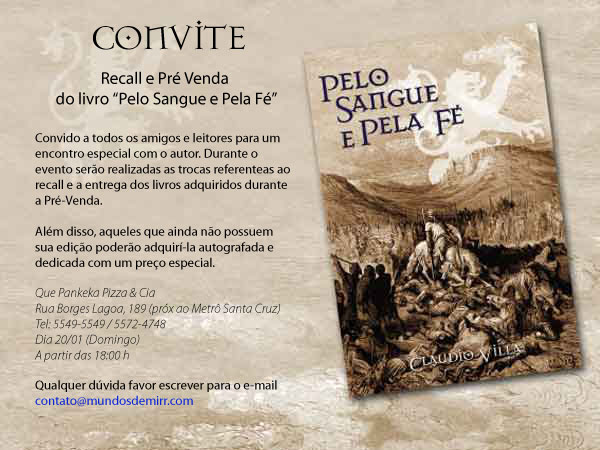 CONVITE
Recall e Pré Venda
do livro “Pelo Sangue e Pela Fé”
Convido a todos os amigos e leitores para um
encontro especial com o autor. Durante o
evento serão realizadas as trocas referenteas ao
recall e a entrega dos livros adquiridos durante
a Pré-Venda.
Além disso, aqueles que ainda não possuem
sua edição poderão adquirí-la autografada e
dedicada com um preço especial.
Que Pankeka Pizza & Cia
Rua Borges Lagoa, 189 (próx ao Metrô Santa Cruz)
Tel: 5549-5549 / 5572-4748
Dia 20/01 (Domingo)
A partir das 18:00 h
Qualquer dúvida favor escrever para o e-mail
contato@mundosdemirr.com
PELO
SANGUE
E PELA FÉ
CLAUDIO VILLA